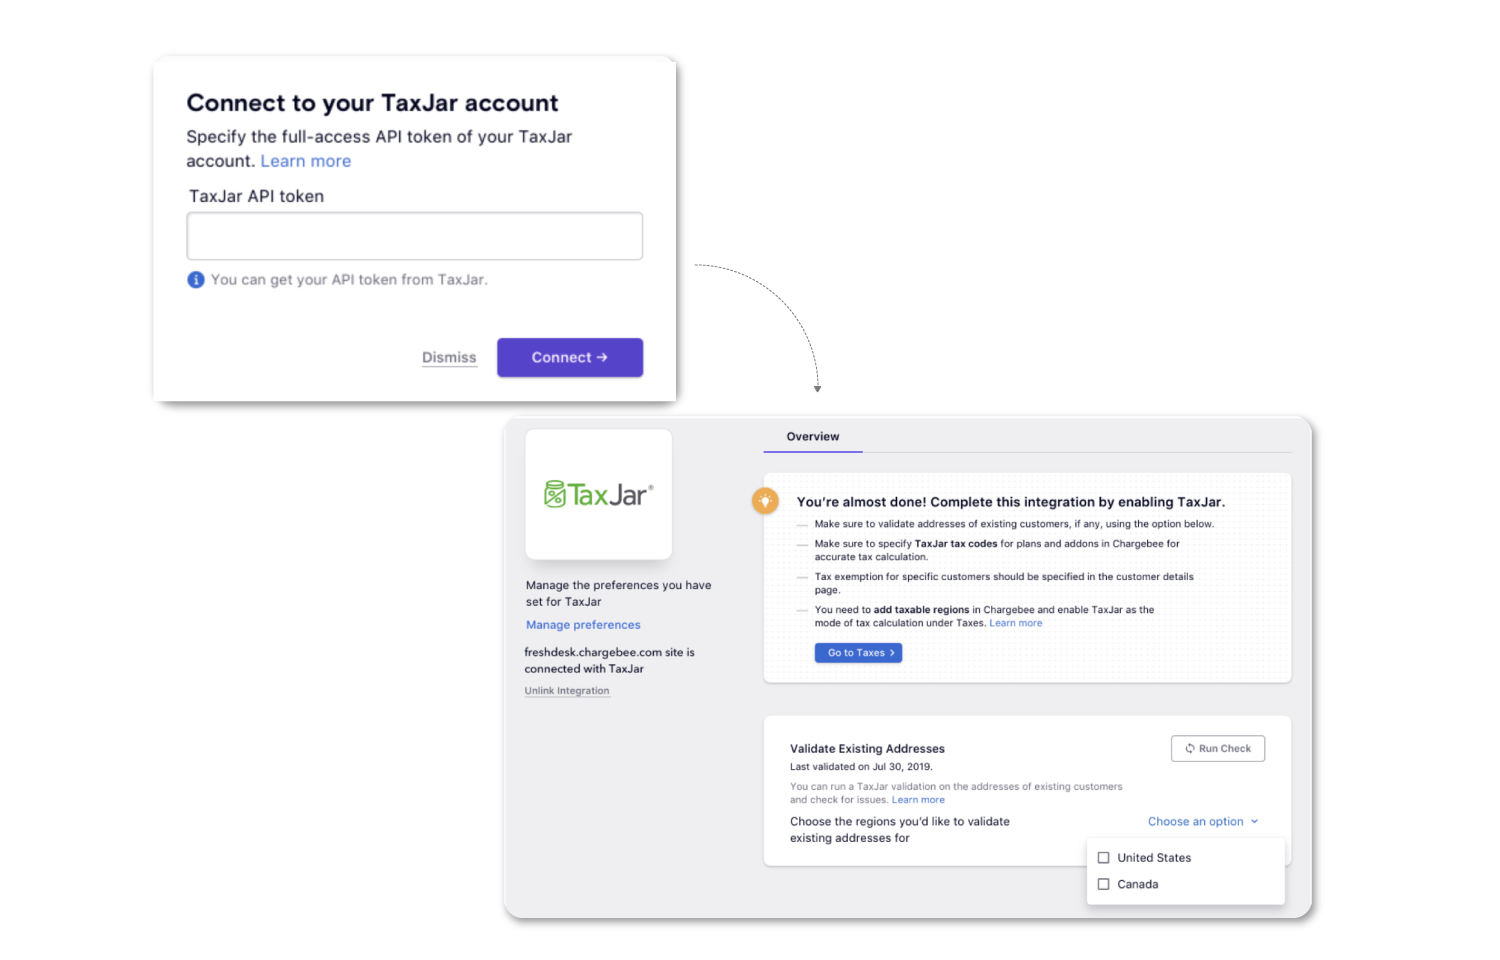 Connect to your TaxJar account
Specify the full-access API token of your TaxJar
account. Learn more
TaxJar API token
You can get your API token from TaxJar.
Dismiss
Connect →
TaxJar®
Manage the preferences you have
set for TaxJar
Manage preferences
freshdesk.chargebee.com site is
connected with TaxJar
Unlink Integration
Overview
You’re almost done! Complete this integration by enabling TaxJar.
Make sure to validate addresses of existing customers, if any, using the option below.
Make sure to specify TaxJar tax codes for plans and addons in Chargebee for
accurate tax calculation.
Tax exemption for specific customers should be specified in the customer details
page.
You need to add taxable regions in Chargebee and enable TaxJar as the
mode of tax calculation under Taxes. Learn more
Go to Taxes >
Validate Existing Addresses
Run Check
Last validated on Jul 30, 2019.
You can run a TaxJar validation on the addresses of existing customers
and check for issues. Learn more
Choose the regions you’d like to validate
existing addresses for
Choose an option
United States
Canada